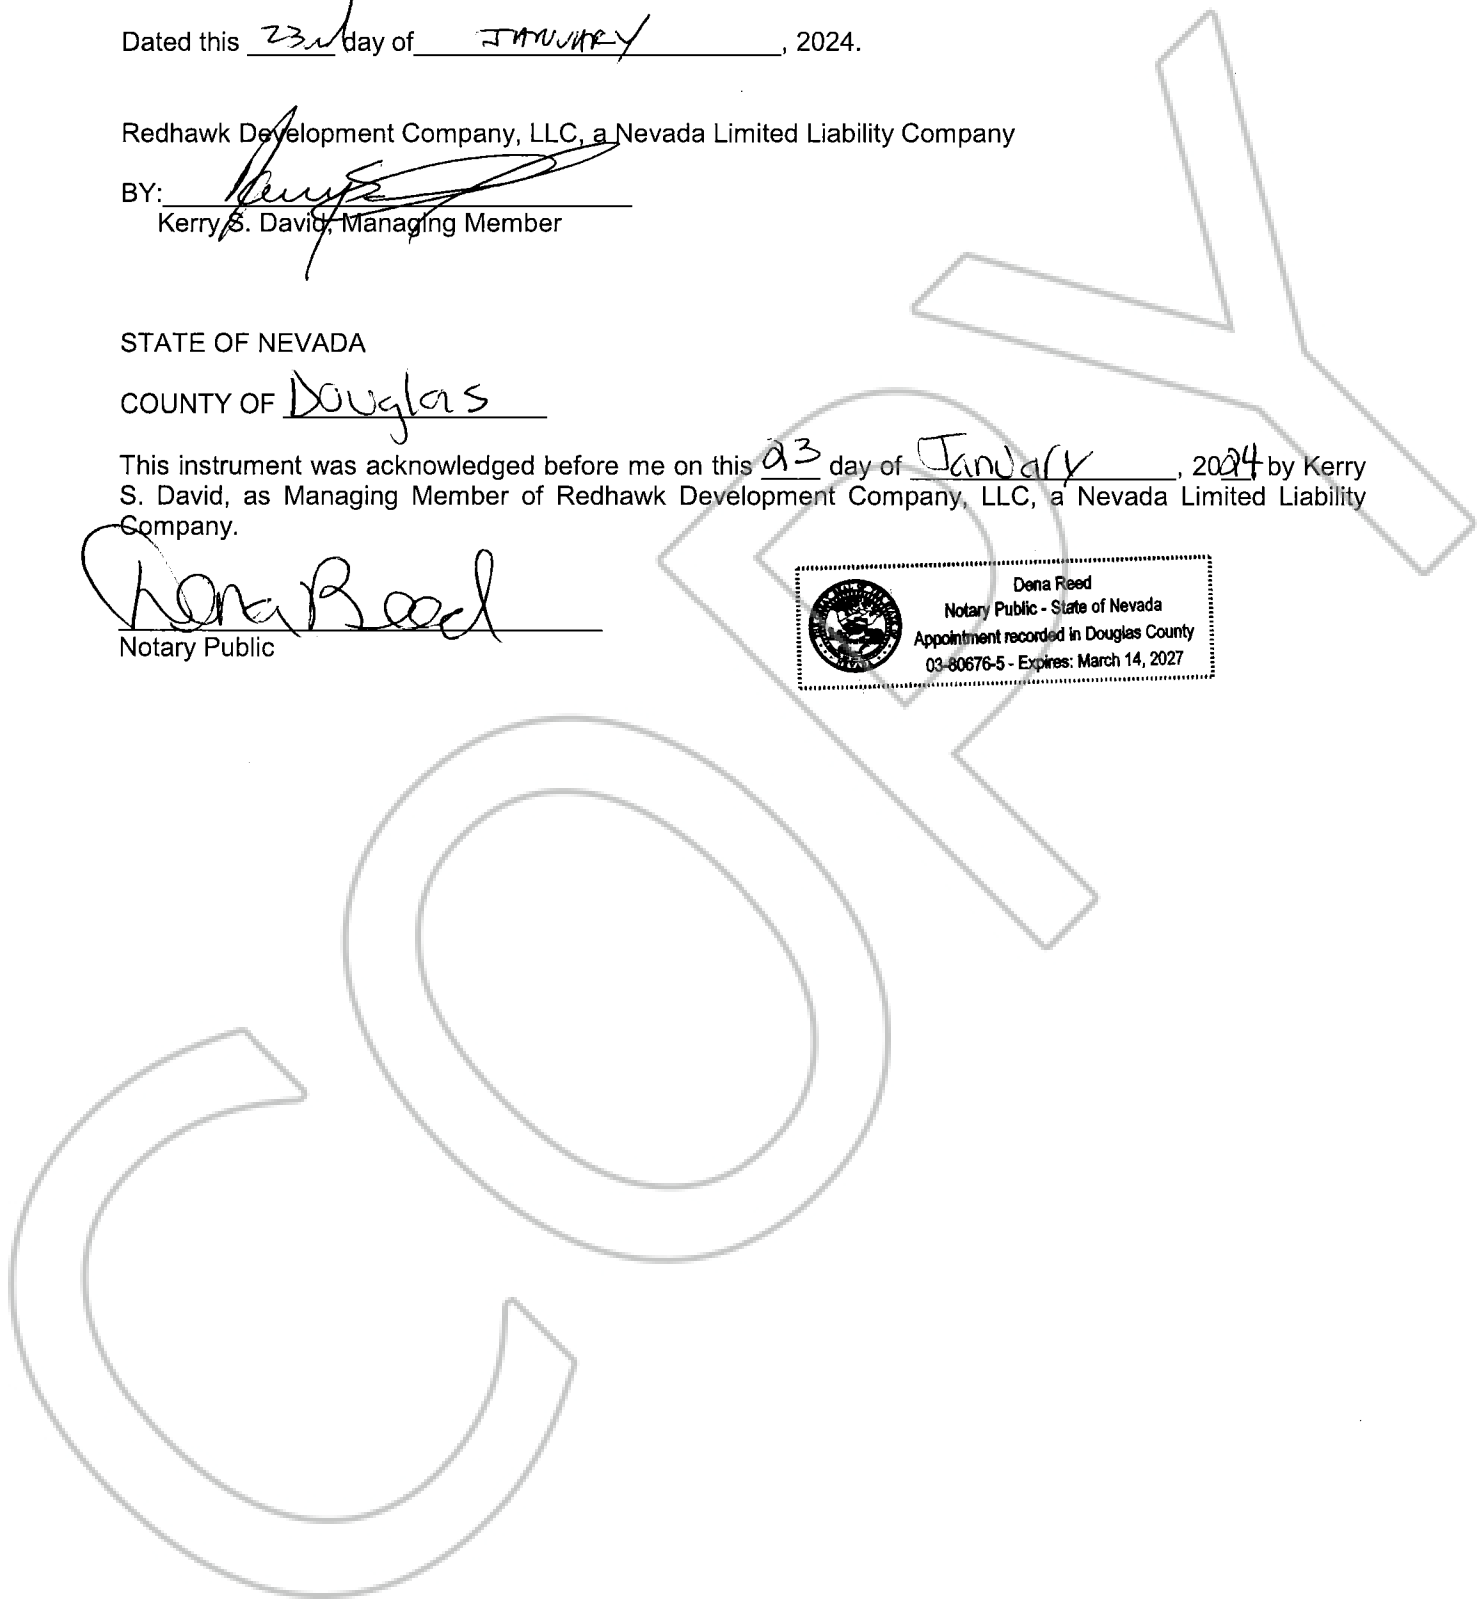 Dated this 23rd day of JANUARY, 2024.
Redhawk Development Company, LLC, a Nevada Limited Liability Company
BY:
Kerry S. David, Managing Member
STATE OF NEVADA
COUNTY OF Douglas
This instrument was acknowledged before me on this 23 day of January, 2024 by Kerry
S. David, as Managing Member of Redhawk Development Company, LLC, a Nevada Limited Liability
Company.
Dena Reed
Notary Public
Dena Reed
Notary Public - State of Nevada
Appointment recorded in Douglas County
03-80676-5 - Expires: March 14, 2027
COPY